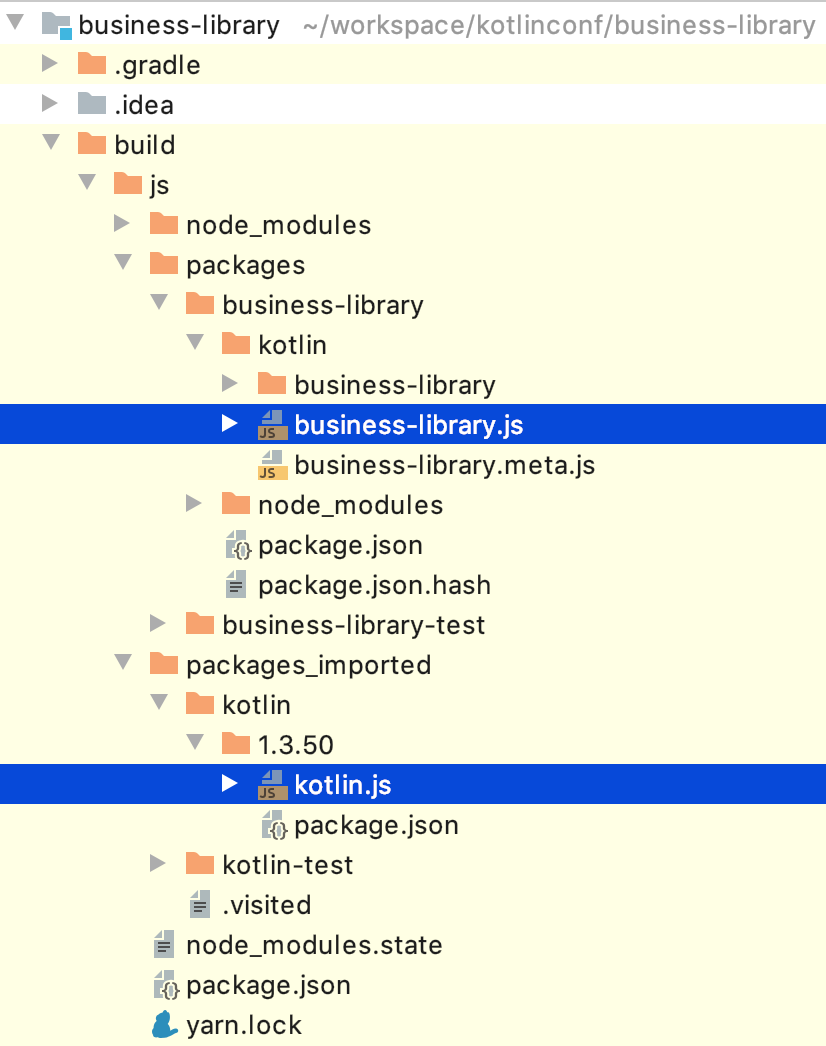 business-library ~/workspace/kotlinconf/business-library
.gradle
.idea
build
js
node_modules
packages
business-library
kotlin
business-library
JS business-library.js
JS business-library.meta.js
node_modules
{} package.json
package.json.hash
business-library-test
packages_imported
kotlin
1.3.50
JS kotlin.js
{} package.json
kotlin-test
.visited
node_modules.state
{} package.json
yarn.lock